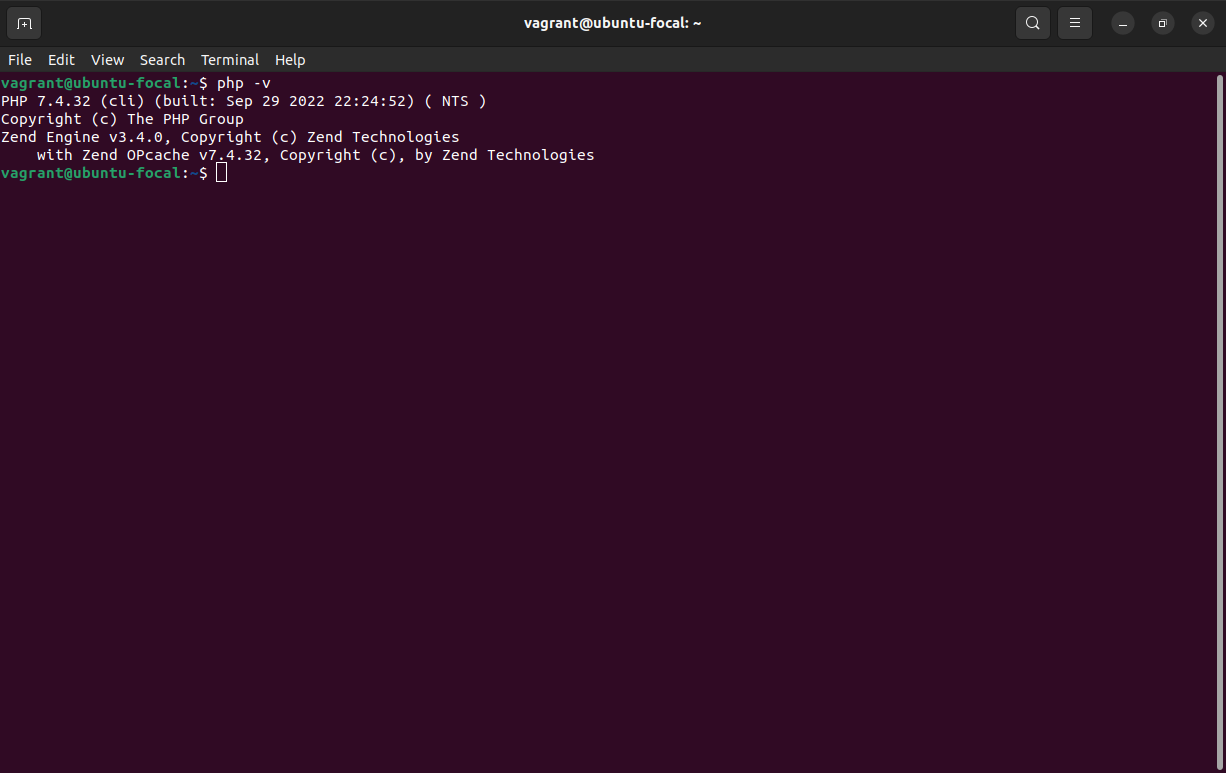 vagrant@ubuntu-focal: ~
File Edit View Search Terminal Help
vagrant@ubuntu-focal:~$ php -v
PHP 7.4.32 (cli) (built: Sep 29 2022 22:24:52) ( NTS )
Copyright (c) The PHP Group
Zend Engine v3.4.0, Copyright (c) Zend Technologies
    with Zend OPcache v7.4.32, Copyright (c), by Zend Technologies
vagrant@ubuntu-focal:~$